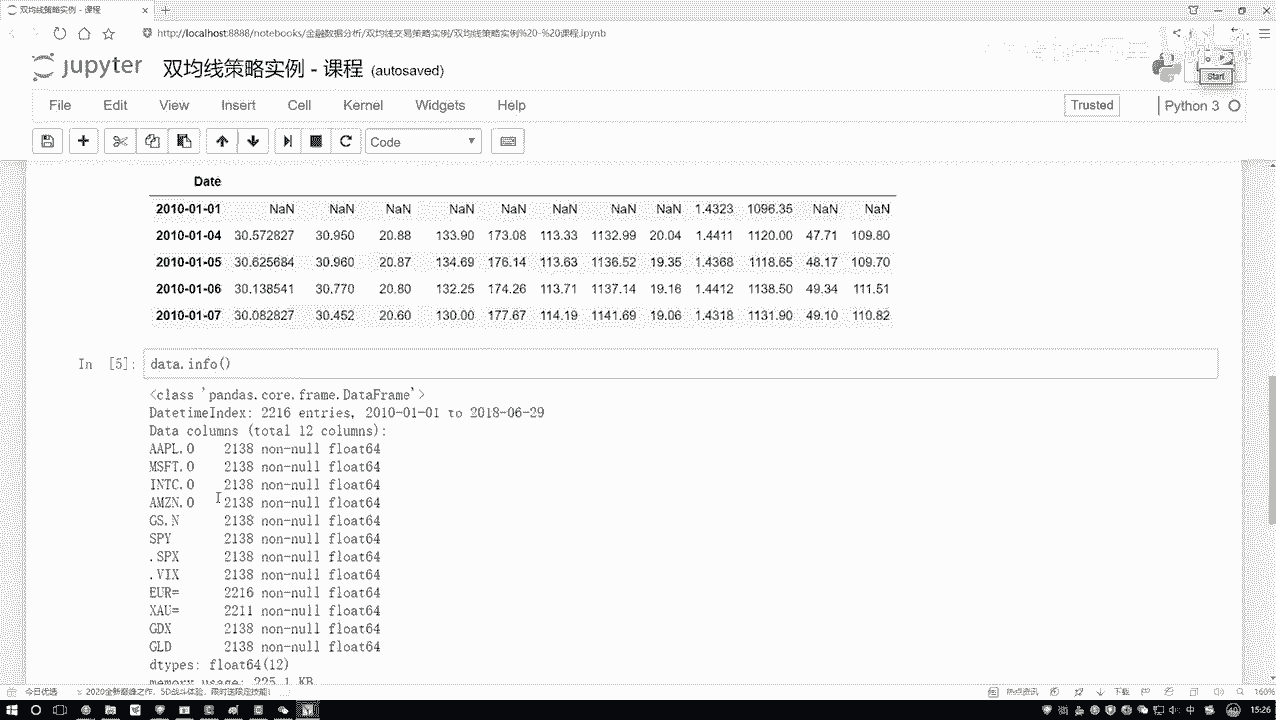 双均线策略实例 - 课程
http://localhost:8888/notebooks/金融数据分析/双均线交易策略实例/双均线策略实例%20-%20课程.ipynb
jupyter 双均线策略实例 - 课程 (autosaved)
Start
File Edit View Insert Cell Kernel Widgets Help Trusted Python 3
Code
Date
2010-01-01 NaN NaN NaN NaN NaN NaN NaN NaN 1.4323 1096.35 NaN NaN
2010-01-04 30.572827 30.950 20.88 133.90 173.08 113.33 1132.99 20.04 1.4411 1120.00 47.71 109.80
2010-01-05 30.625684 30.960 20.87 134.69 176.14 113.63 1136.52 19.35 1.4368 1118.65 48.17 109.70
2010-01-06 30.138541 30.770 20.80 132.25 174.26 113.71 1137.14 19.16 1.4412 1138.50 49.34 111.51
2010-01-07 30.082827 30.452 20.60 130.00 177.67 114.19 1141.69 19.06 1.4318 1131.90 49.10 110.82
In [5]: data.info()
<class 'pandas.core.frame.DataFrame'>
DatetimeIndex: 2216 entries, 2010-01-01 to 2018-06-29
Data columns (total 12 columns):
AAPL.O 2138 non-null float64
MSFT.O 2138 non-null float64
INTC.O 2138 non-null float64
AMZN.O 2138 non-null float64
GS.N 2138 non-null float64
SPY 2138 non-null float64
.SPX 2138 non-null float64
.VIX 2138 non-null float64
EUR= 2216 non-null float64
XAU= 2211 non-null float64
GDX 2138 non-null float64
GLD 2138 non-null float64
dtypes: float64(12)
memory usage: 225.1 KB
今日优选 2020全新巅峰之作，5D战斗体验，限时送限定技能！ 热点资讯 下载 160%
中 15:26